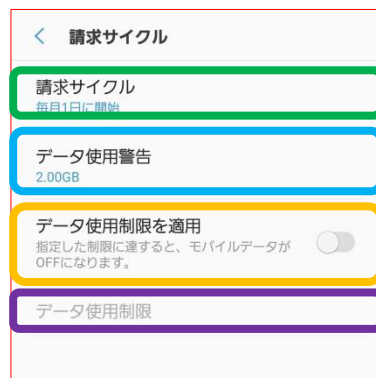 請求サイクル
請求サイクル
毎月1日に開始
データ使用警告
2.00GB
データ使用制限を適用
指定した制限に達すると、モバイルデータが
OFFになります。
データ使用制限